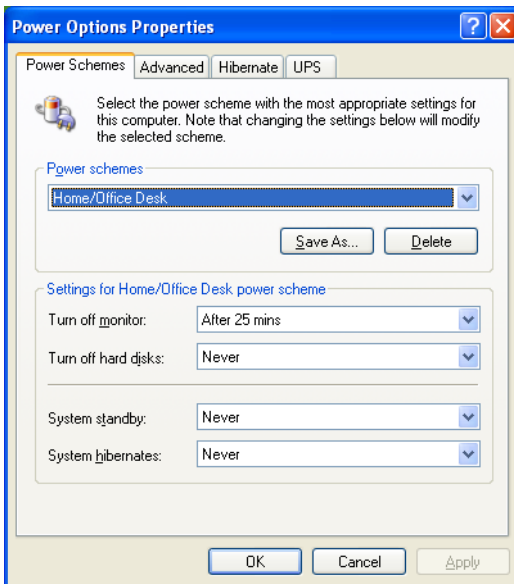 Power Options Properties
Power Schemes Advanced Hibernate UPS
Select the power scheme with the most appropriate settings for
this computer. Note that changing the settings below will modify
the selected scheme.
Power schemes
Home/Office Desk
Save As... Delete
Settings for Home/Office Desk power scheme
Turn off monitor: After 25 mins
Turn off hard disks: Never
System standby: Never
System hibernates: Never
OK Cancel Apply